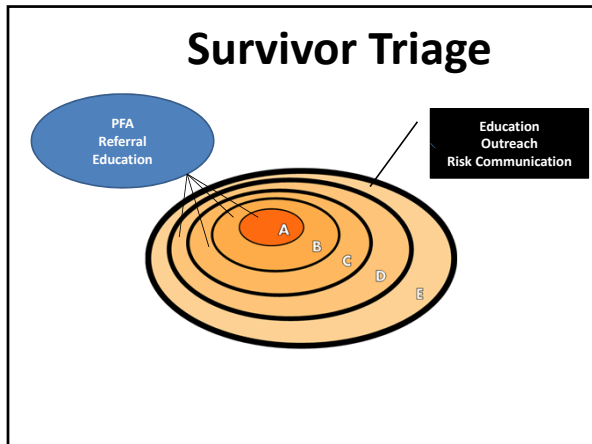 Survivor Triage
PFA
Referral
Education
Education
Outreach
Risk Communication
A
B
C
D
E